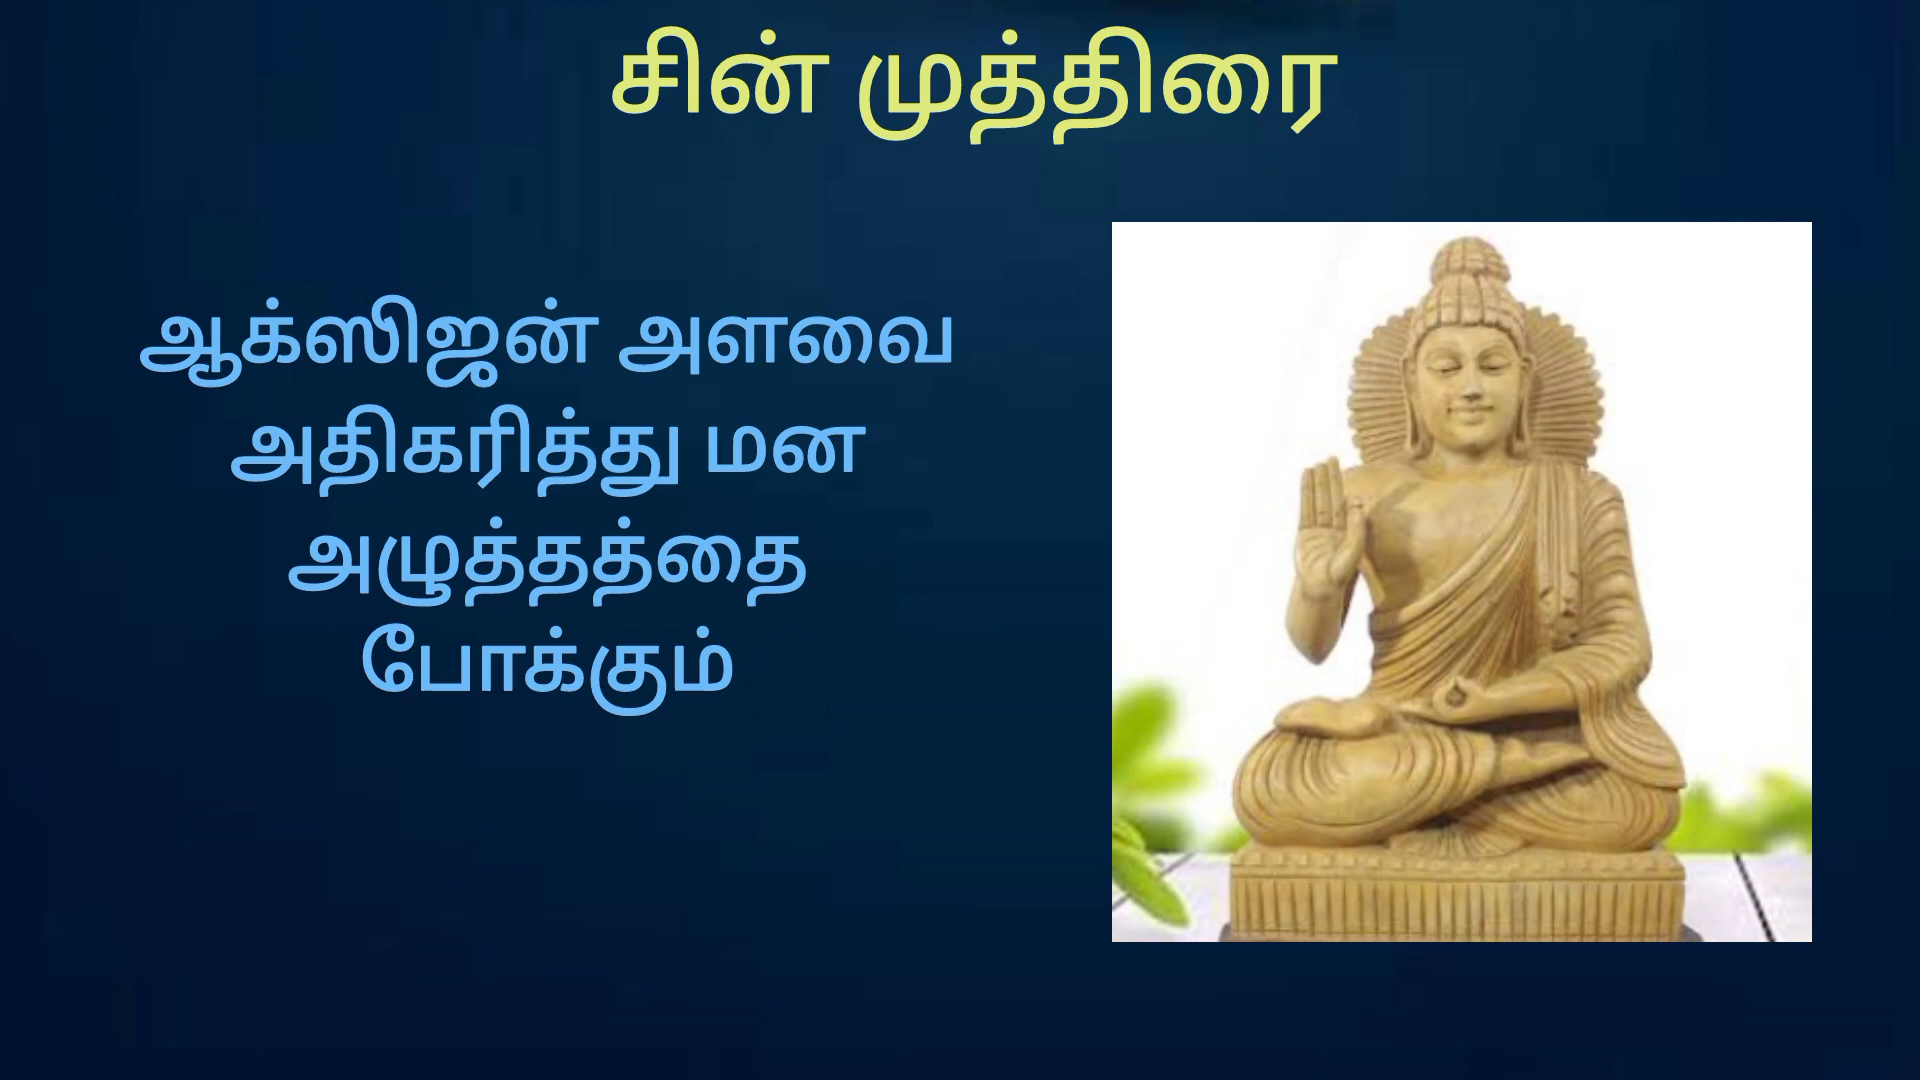 சின் முத்திரை
ஆக்ஸிஜன் அளவை
அதிகரித்து மன
அழுத்தத்தை
போக்கும்